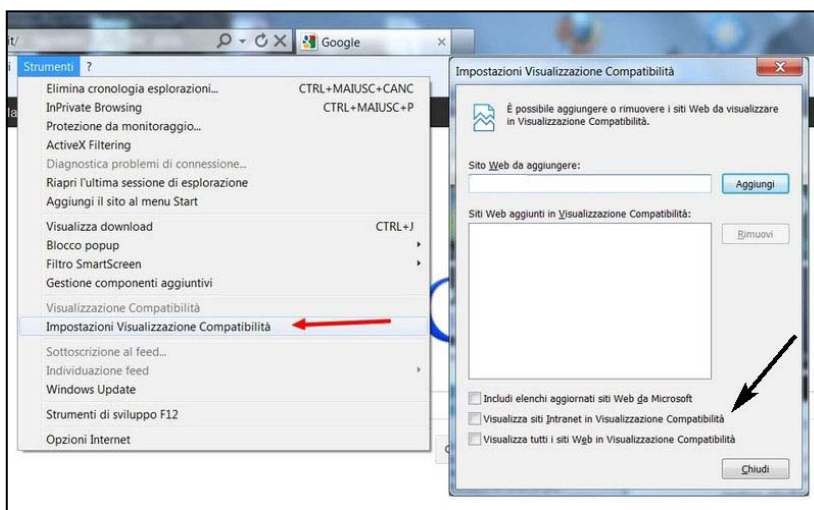 it/
Google
Strumenti ?
Elimina cronologia esplorazioni... CTRL+MAIUSC+CANC
InPrivate Browsing CTRL+MAIUSC+P
Protezione da monitoraggio...
ActiveX Filtering
Diagnostica problemi di connessione...
Riapri l'ultima sessione di esplorazione
Aggiungi il sito al menu Start
Visualizza download CTRL+J
Blocco popup
Filtro SmartScreen
Gestione componenti aggiuntivi
Visualizzazione Compatibilità
Impostazioni Visualizzazione Compatibilità
Sottoscrizione al feed...
Individuazione feed
Windows Update
Strumenti di sviluppo F12
Opzioni Internet
Impostazioni Visualizzazione Compatibilità
È possibile aggiungere o rimuovere i siti Web da visualizzare
in Visualizzazione Compatibilità.
Sito Web da aggiungere:
Aggiungi
Siti Web aggiunti in Visualizzazione Compatibilità:
Rimuovi
Includi elenchi aggiornati siti Web da Microsoft
Visualizza siti Intranet in Visualizzazione Compatibilità
Visualizza tutti i siti Web in Visualizzazione Compatibilità
Chiudi